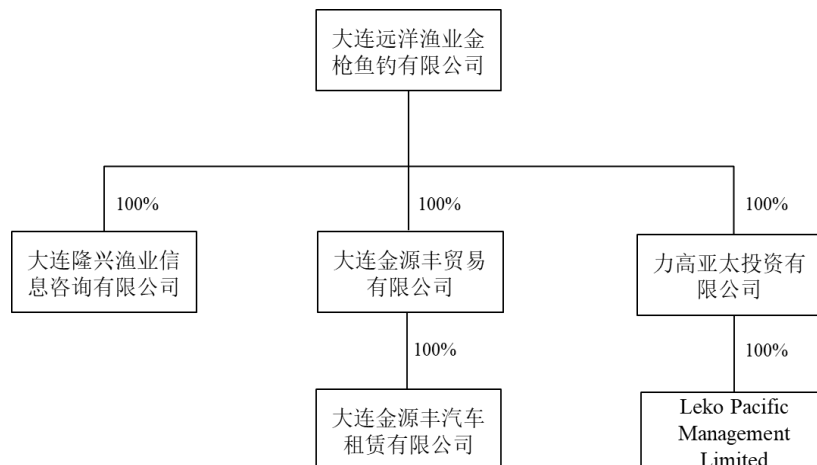 大连远洋渔业金
枪鱼钓有限公司
100%
100%
100%
大连隆兴渔业信
息咨询有限公司
大连金源丰贸易
有限公司
力高亚太投资有
限公司
100%
100%
大连金源丰汽车
租赁有限公司
Leko Pacific
Management
Limited